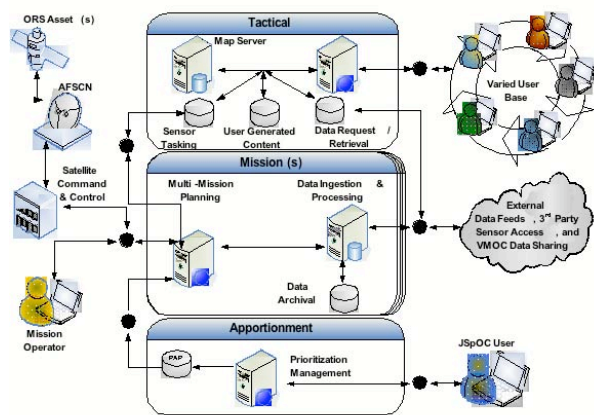 ORS Asset (s)
AFSCN
Satellite
Command
& Control
Mission
Operator
Tactical
Map Server
Sensor
Tasking
User Generated
Content
Data Request /
Retrieval
Mission (s)
Multi -Mission
Planning
Data Ingestion &
Processing
Data
Archival
Apportionment
PAP
Prioritization
Management
Varied User
Base
External
Data Feeds , 3rd Party
Sensor Access , and
VMOC Data Sharing
JSpOC User